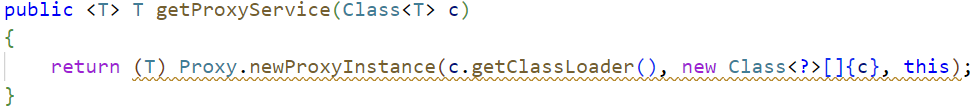 public <T> T getProxyService(Class<T> c)
{
    return (T) Proxy.newProxyInstance(c.getClassLoader(), new Class<?>[]{c}, this);
}